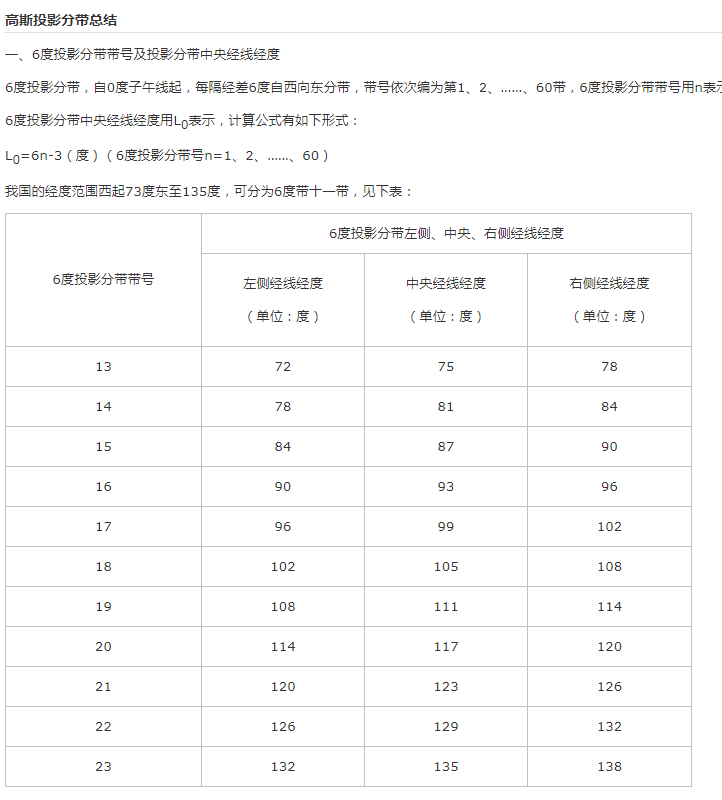 高斯投影分带总结
一、6度投影分带带号及投影分带中央经线经度
6度投影分带，自0度子午线起，每隔经差6度自西向东分带，带号依次编为第1、2、……、60带，6度投影分带带号用n表示
6度投影分带中央经线经度用L0表示，计算公式有如下形式：
L0=6n-3（度）（6度投影分带号n=1、2、……、60）
我国的经度范围西起73度东至135度，可分为6度带十一带，见下表：
6度投影分带带号
6度投影分带左侧、中央、右侧经线经度
左侧经线经度 中央经线经度 右侧经线经度
（单位：度） （单位：度） （单位：度）
13 72 75 78
14 78 81 84
15 84 87 90
16 90 93 96
17 96 99 102
18 102 105 108
19 108 111 114
20 114 117 120
21 120 123 126
22 126 129 132
23 132 135 138